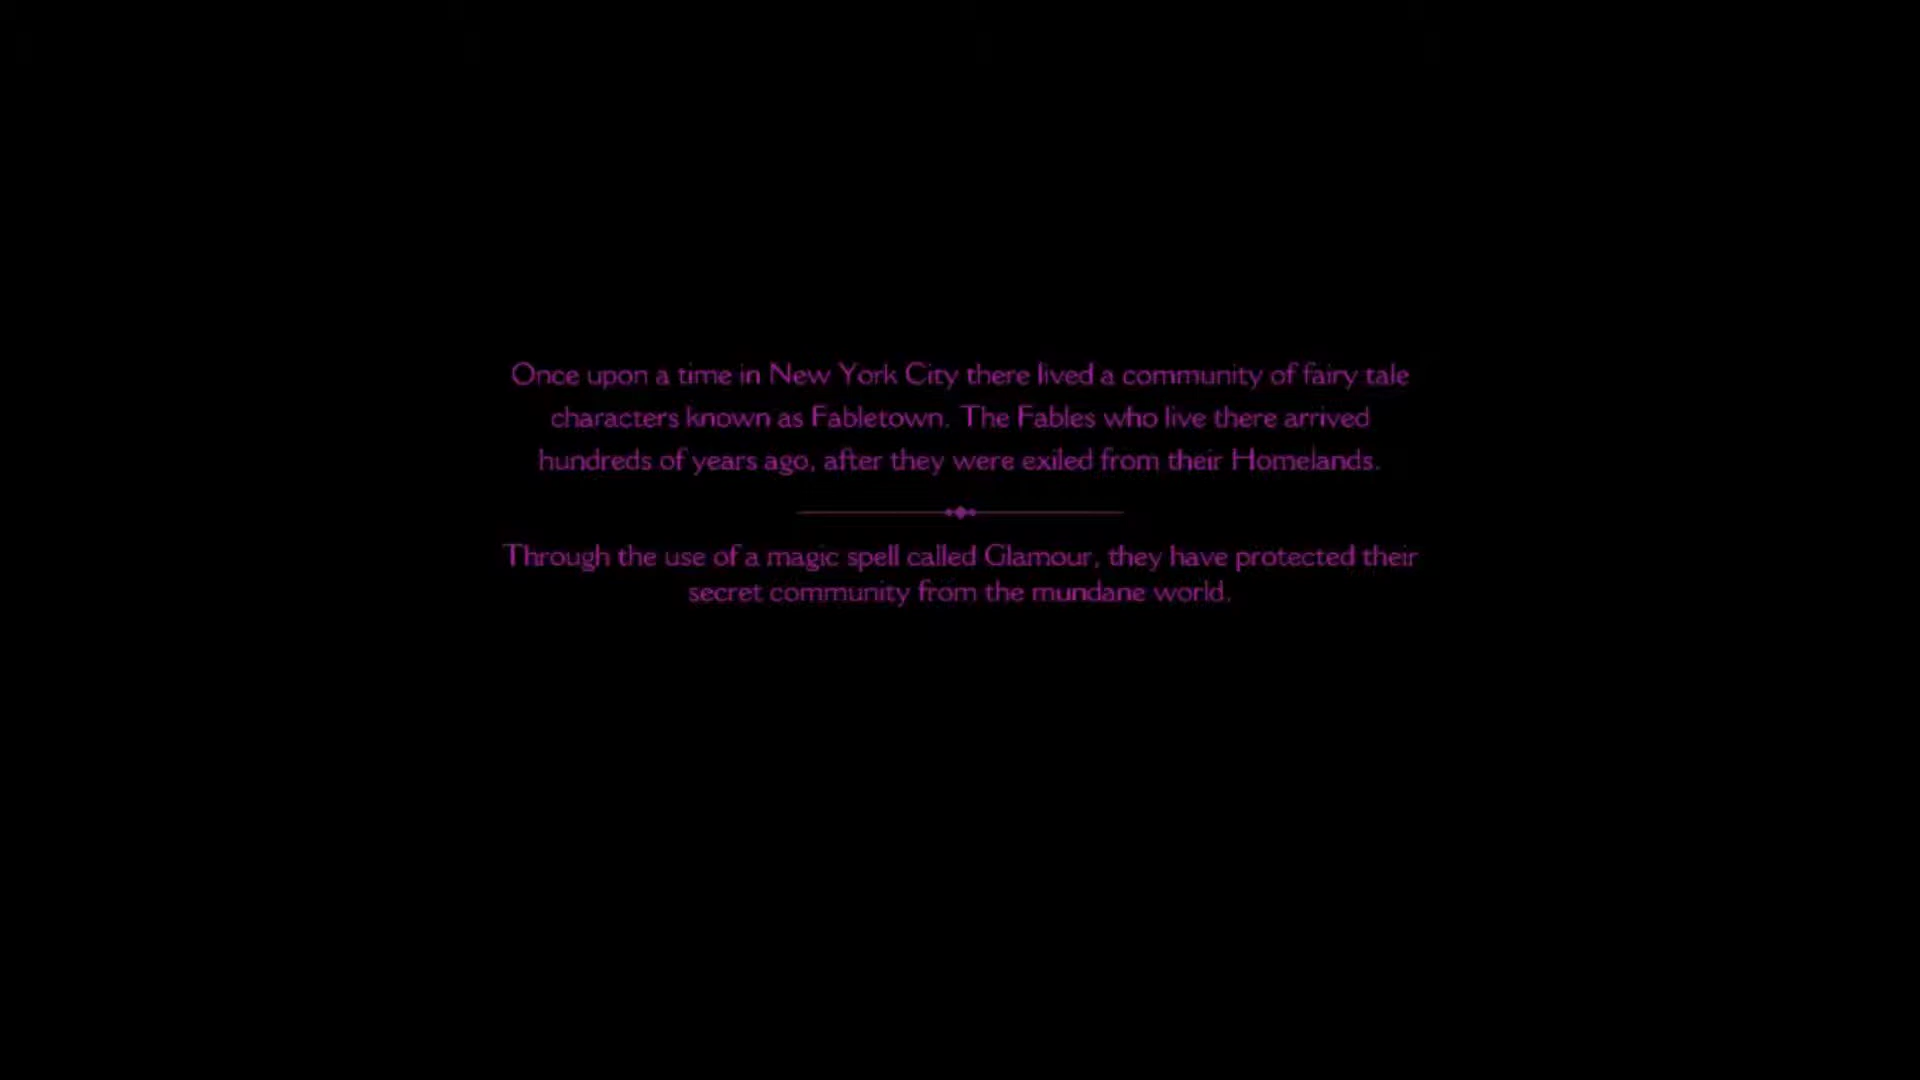 Once upon a time in New York City there lived a community of fairy tale
characters known as Fabletown. The Fables who live there arrived
hundreds of years ago, after they were exiled from their Homelands.
Through the use of a magic spell called Glamour, they have protected their
secret community from the mundane world.